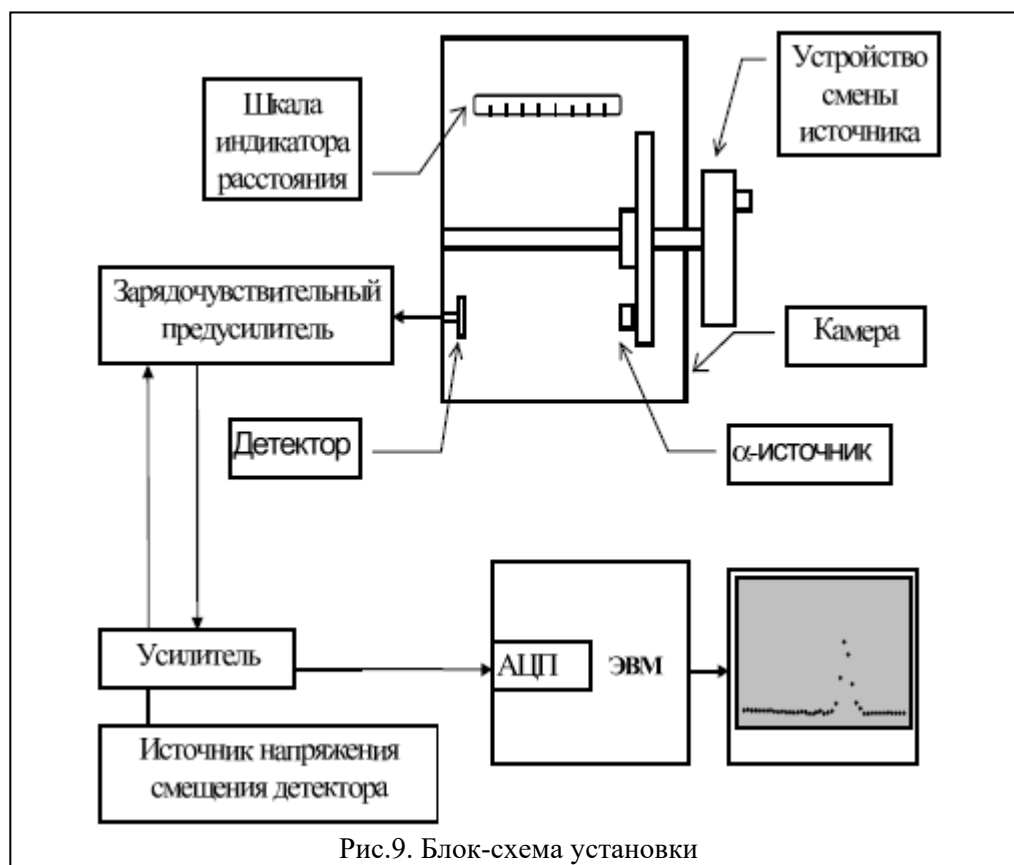 Шкала
индикатора
расстояния
Устройство
смены
источника
Зарядочувствительный
предусилитель
Камера
Детектор
α-источник
Усилитель
АЦП
ЭВМ
Источник напряжения
смещения детектора
Рис.9. Блок-схема установки